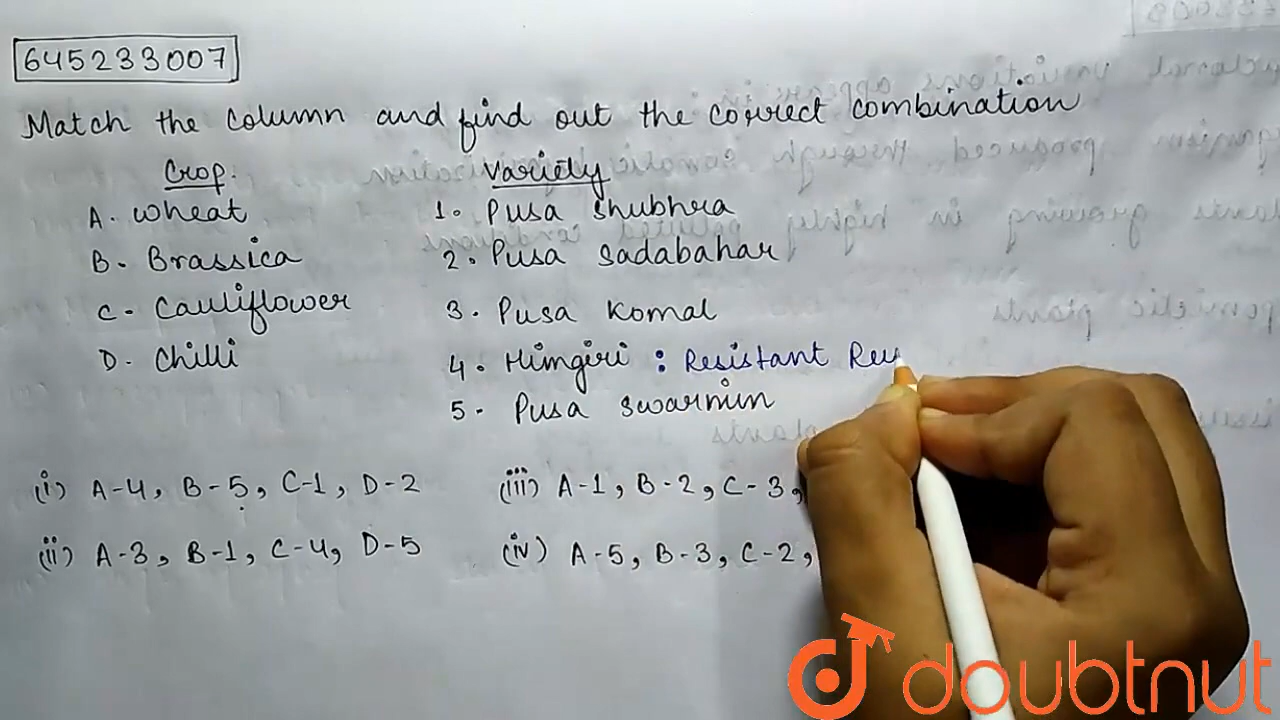 645233007
Match the column and find out the correct combination
Crop.
Variety
A. Wheat
1. Pusa Shubhra
B. Brassica
2. Pusa Sadabahar
C - Cauliflower
3. Pusa Komal
D. Chilli
4. Himgiri : Resistant
5. Pusa Swarnim
(i) A-4, B-5, C-1, D-2
(iii) A-1, B-2, C-3,
(ii) A-3, B-1, C-4, D-5
(iv) A-5, B-3, C-2,
doubtnut